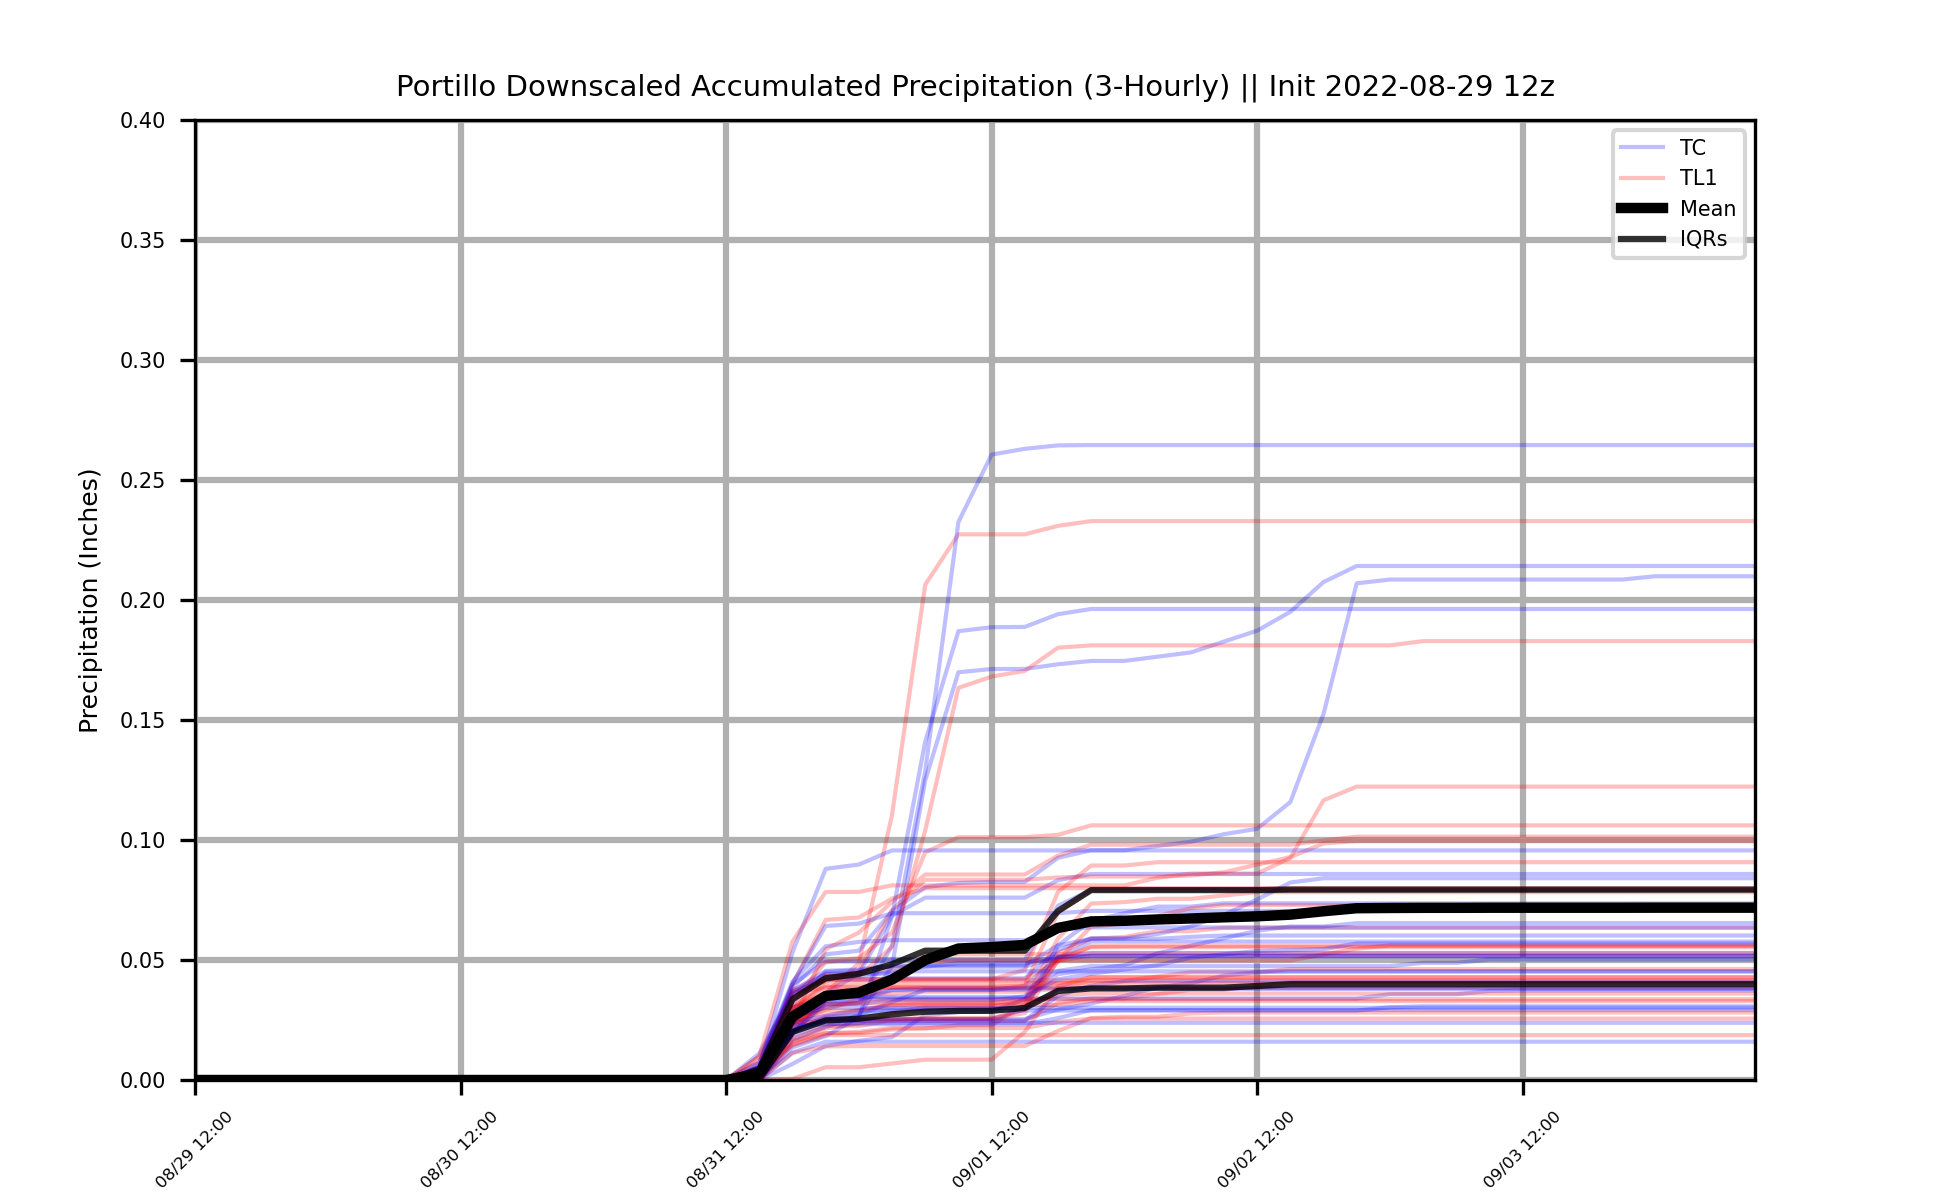 Portillo Downscaled Accumulated Precipitation (3-Hourly) || Init 2022-08-29 12z
TC
TL1
Mean
IQRs
Precipitation (Inches)
0.40
0.35
0.30
0.25
0.20
0.15
0.10
0.05
0.00
08/29 12:00
08/30 12:00
08/31 12:00
09/01 12:00
09/02 12:00
09/03 12:00